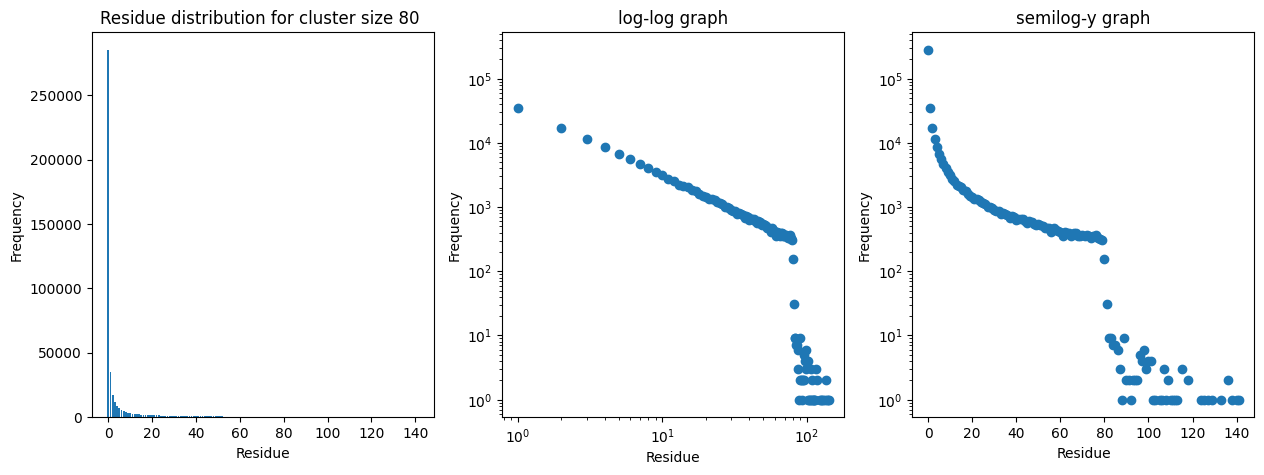 Residue distribution for cluster size 80
Frequency
250000
200000
150000
100000
50000
0
0 20 40 60 80 100 120 140
Residue
log-log graph
Frequency
10^5
10^4
10^3
10^2
10^1
10^0
10^0 10^1 10^2
Residue
semilog-y graph
Frequency
10^5
10^4
10^3
10^2
10^1
10^0
0 20 40 60 80 100 120 140
Residue